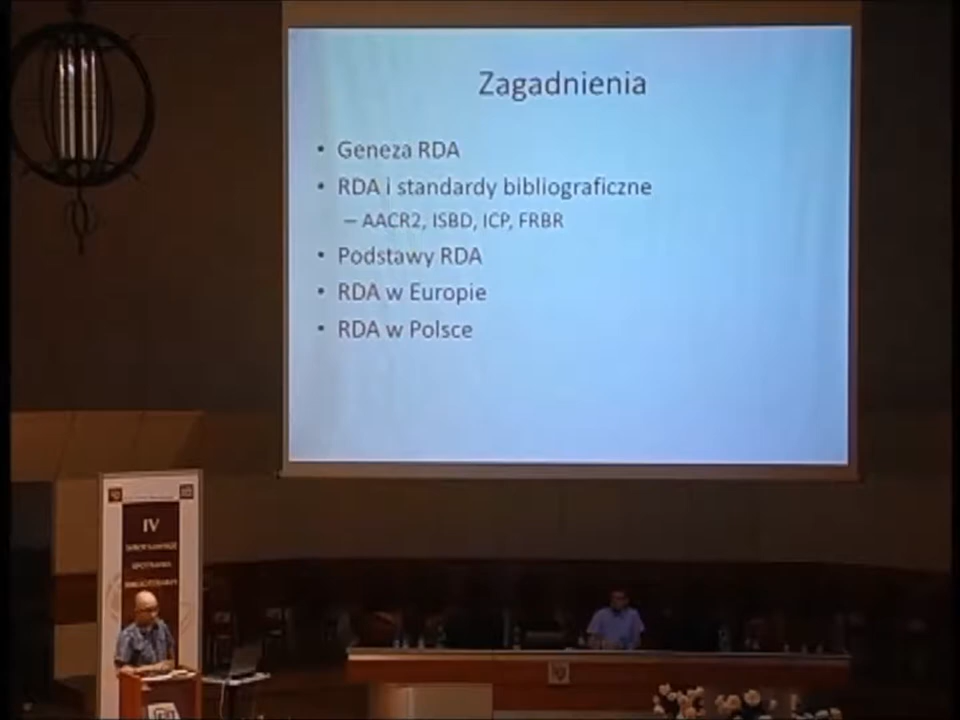 Zagadnienia
• Geneza RDA
• RDA i standardy bibliograficzne
– AACR2, ISBD, ICP, FRBR
• Podstawy RDA
• RDA w Europie
• RDA w Polsce
IV